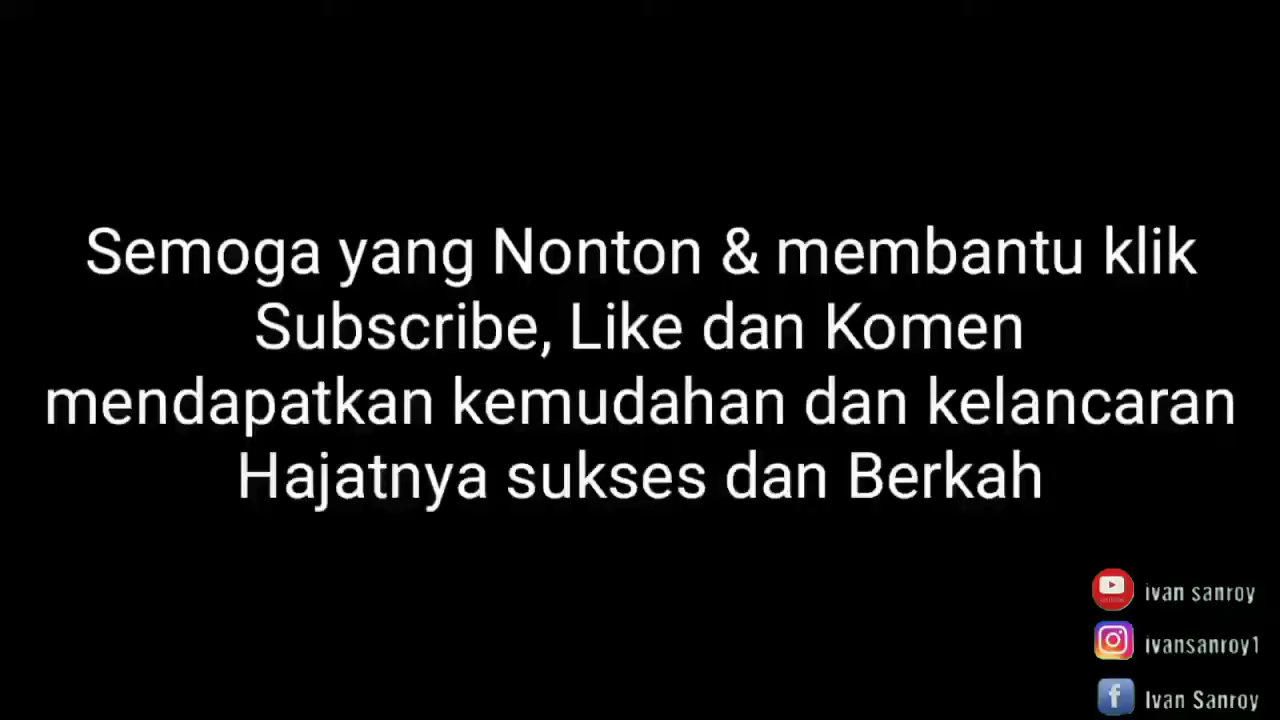 Semoga yang Nonton & membantu klik
Subscribe, Like dan Komen
mendapatkan kemudahan dan kelancaran
Hajatnya sukses dan Berkah
ivan sanroy
ivansanroy1
Ivan Sanroy